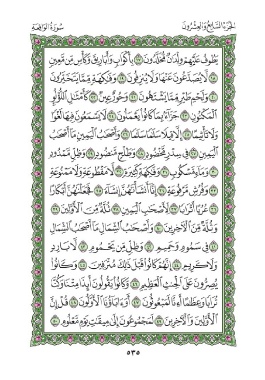 الجزء السابع والعشرون
سورة الواقعة
يَطُوفُ عَلَيْهِمْ وِلْدَٰنٌ مُّخَلَّدُونَ ١٧ بِأَكْوَابٍ وَأَبَارِيقَ وَكَأْسٍ مِّن مَّعِينٍ
١٨ لَّا يُصَدَّعُونَ عَنْهَا وَلَا يُنزِفُونَ ١٩ وَفَٰكِهَةٍ مِّمَّا يَتَخَيَّرُونَ
٢٠ وَلَحْمِ طَيْرٍ مِّمَّا يَشْتَهُونَ ٢١ وَحُورٌ عِينٌ ٢٢ كَأَمْثَٰلِ ٱللُّؤْلُؤِ
ٱلْمَكْنُونِ ٢٣ جَزَآءًۢ بِمَا كَانُوا۟ يَعْمَلُونَ ٢٤ لَا يَسْمَعُونَ فِيهَا لَغْوًا
وَلَا تَأْثِيمًا ٢٥ إِلَّا قِيلًا سَلَٰمًا سَلَٰمًا ٢٦ وَأَصْحَٰبُ ٱلْيَمِينِ مَآ أَصْحَٰبُ
ٱلْيَمِينِ ٢٧ فِى سِدْرٍ مَّخْضُودٍ ٢٨ وَطَلْحٍ مَّنضُودٍ ٢٩ وَظِلٍّ مَّمْدُودٍ
٣٠ وَمَآءٍ مَّسْكُوبٍ ٣١ وَفَٰكِهَةٍ كَثِيرَةٍ ٣٢ لَّا مَقْطُوعَةٍ وَلَا مَمْنُوعَةٍ
٣٣ وَفُرُشٍ مَّرْفُوعَةٍ ٣٤ إِنَّآ أَنشَأْنَٰهُنَّ إِنشَآءً ٣٥ فَجَعَلْنَٰهُنَّ أَبْكَارًا
٣٦ عُرُبًا أَتْرَابًا ٣٧ لِّأَصْحَٰبِ ٱلْيَمِينِ ٣٨ ثُلَّةٌ مِّنَ ٱلْأَوَّلِينَ ٣٩
وَثُلَّةٌ مِّنَ ٱلْءَاخِرِينَ ٤٠ وَأَصْحَٰبُ ٱلشِّمَالِ مَآ أَصْحَٰبُ ٱلشِّمَالِ
٤١ فِى سَمُومٍ وَحَمِيمٍ ٤٢ وَظِلٍّ مِّن يَحْمُومٍ ٤٣ لَّا بَارِدٍ
وَلَا كَرِيمٍ ٤٤ إِنَّهُمْ كَانُوا۟ قَبْلَ ذَٰلِكَ مُتْرَفِينَ ٤٥ وَكَانُوا۟
يُصِرُّونَ عَلَى ٱلْحِنثِ ٱلْعَظِيمِ ٤٦ وَكَانُوا۟ يَقُولُونَ أَئِذَا مِتْنَا وَكُنَّا
تُرَابًا وَعِظَٰمًا أَءِنَّا لَمَبْعُوثُونَ ٤٧ أَوَءَابَآؤُنَا ٱلْأَوَّلُونَ ٤٨ قُلْ إِنَّ
ٱلْأَوَّلِينَ وَٱلْءَاخِرِينَ ٤٩ لَمَجْمُوعُونَ إِلَىٰ مِيقَٰتِ يَوْمٍ مَّعْلُومٍ ٥٠
٥٣٥